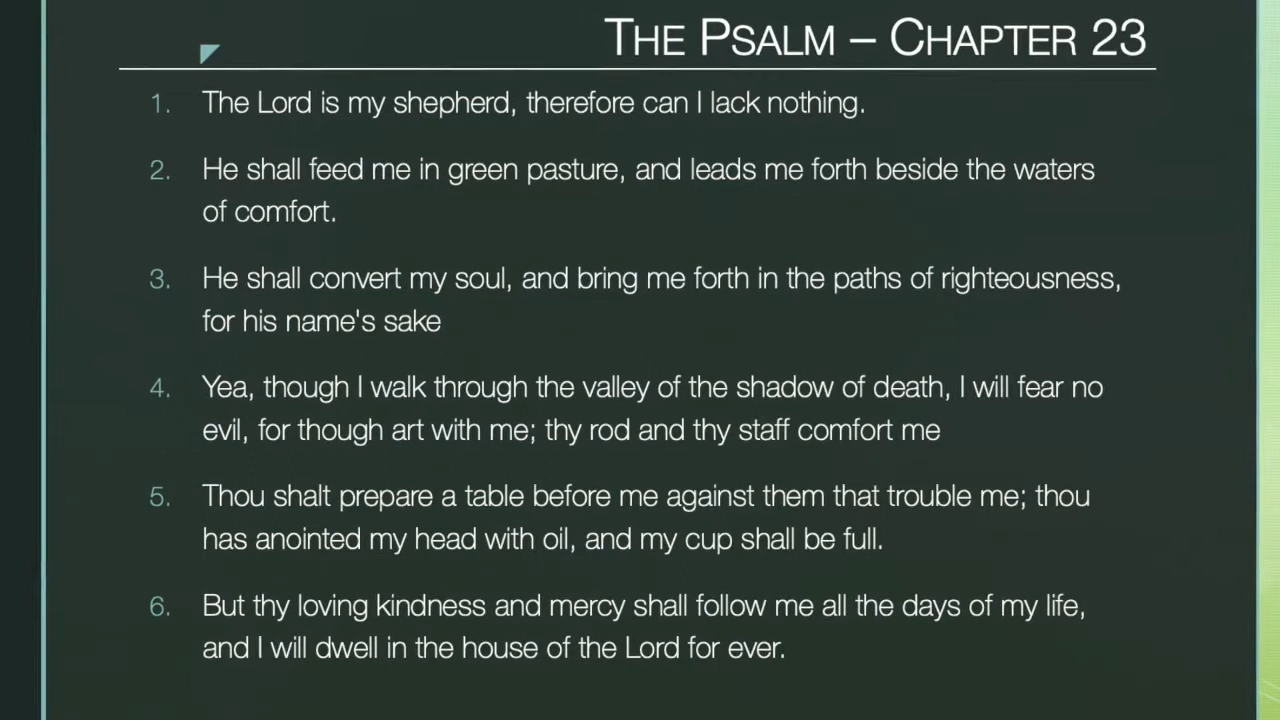 THE PSALM – CHAPTER 23
1. The Lord is my shepherd, therefore can I lack nothing.
2. He shall feed me in green pasture, and leads me forth beside the waters
of comfort.
3. He shall convert my soul, and bring me forth in the paths of righteousness,
for his name's sake
4. Yea, though I walk through the valley of the shadow of death, I will fear no
evil, for though art with me; thy rod and thy staff comfort me
5. Thou shalt prepare a table before me against them that trouble me; thou
has anointed my head with oil, and my cup shall be full.
6. But thy loving kindness and mercy shall follow me all the days of my life,
and I will dwell in the house of the Lord for ever.